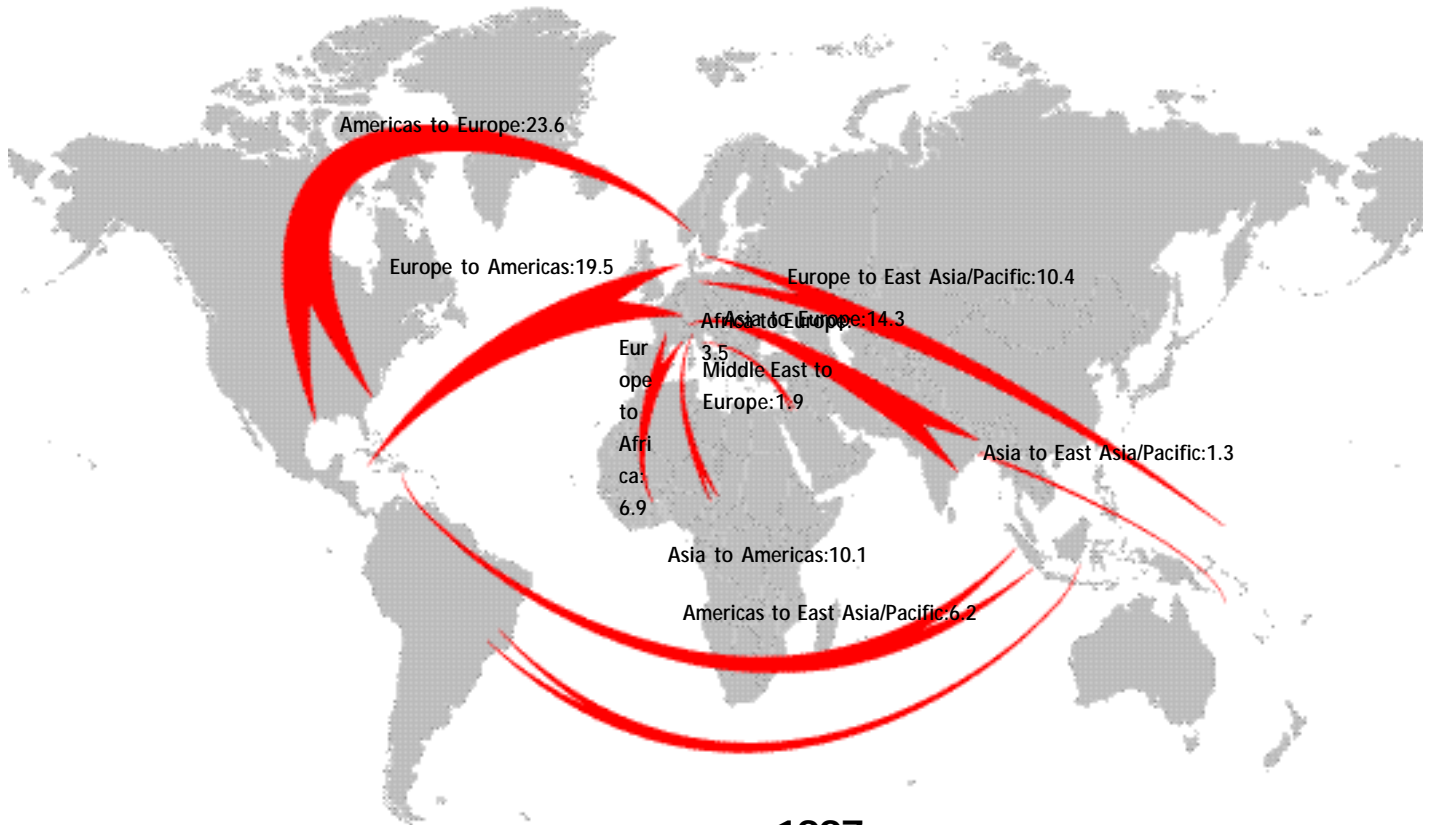 Americas to Europe:23.6
Europe to Americas:19.5
Europe to East Asia/Pacific:10.4
Asia to Europe:14.3
Africa to Europe:
3.5
Middle East to
Europe:1.9
Eur
ope
to
Afri
ca:
6.9
Asia to East Asia/Pacific:1.3
Asia to Americas:10.1
Americas to East Asia/Pacific:6.2